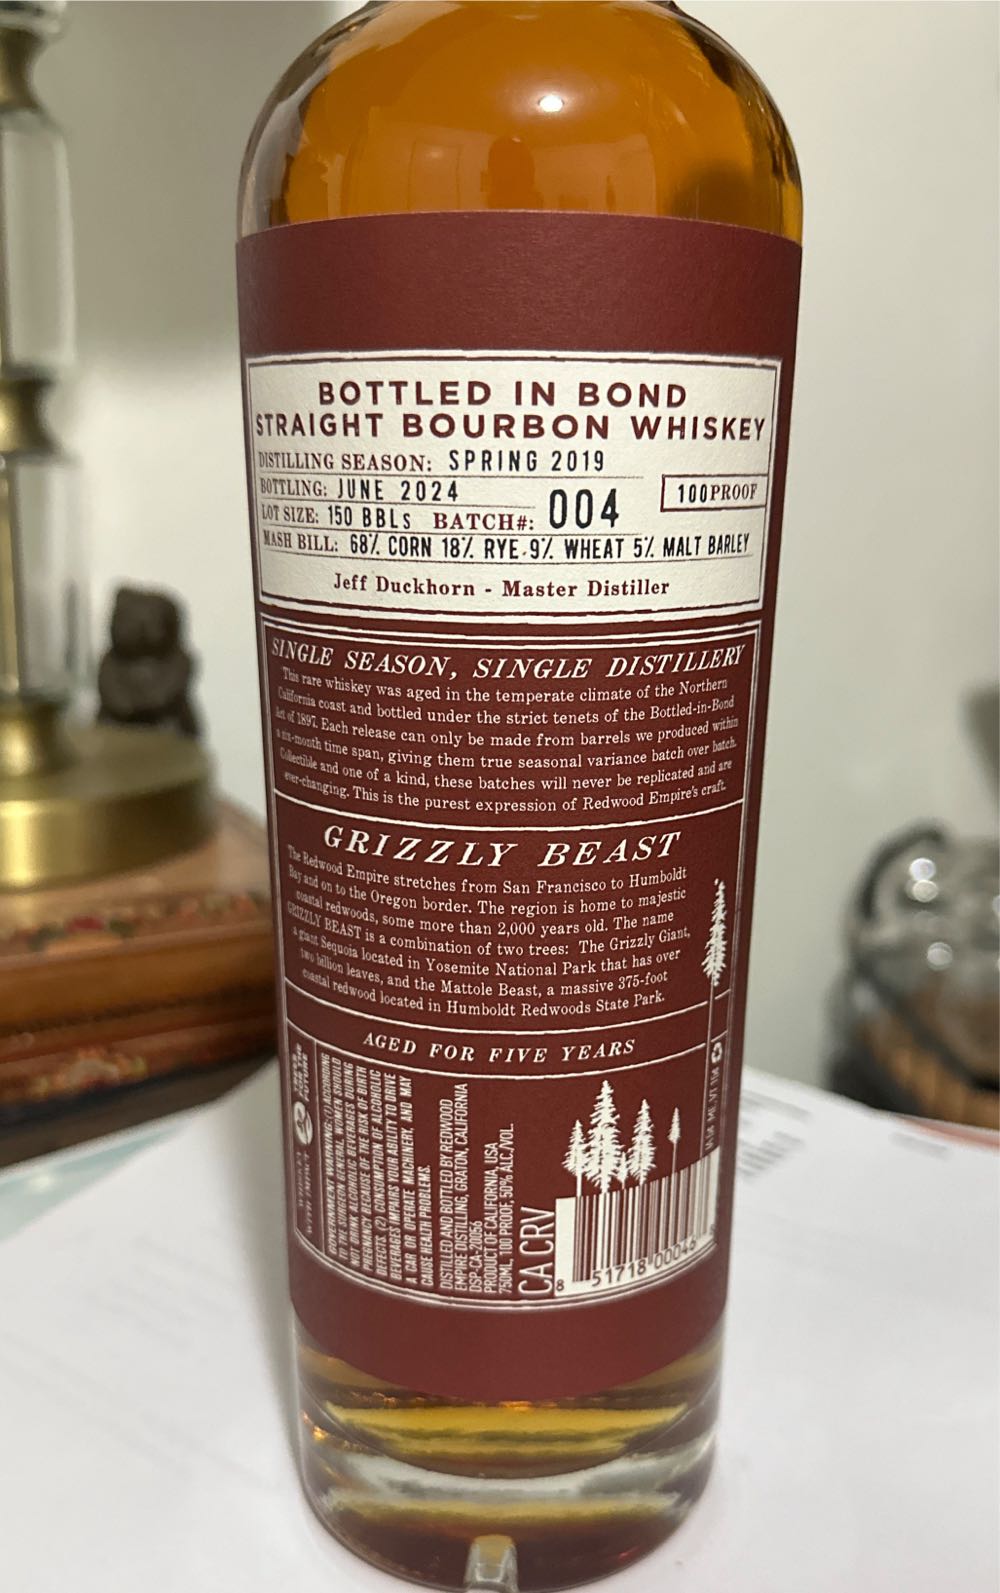 BOTTLED IN BOND
STRAIGHT BOURBON WHISKEY
DISTILLING SEASON: SPRING 2019
BOTTLING: JUNE 2024
100PROOF
LOT SIZE: 150 BBLs BATCH#: 004
MASH BILL: 68% CORN 18% RYE 9% WHEAT 5% MALT BARLEY
Jeff Duckhorn - Master Distiller
SINGLE SEASON, SINGLE DISTILLERY
This rare whiskey was aged in the temperate climate of the Northern
California coast and bottled under the strict tenets of the Bottled-in-Bond
Act of 1897. Each release can only be made from barrels we produced within
a six-month time span, giving them true seasonal variance batch over batch.
Collectible and one of a kind, these batches will never be replicated and are
ever-changing. This is the purest expression of Redwood Empire's craft.
GRIZZLY BEAST
The Redwood Empire stretches from San Francisco to Humboldt
Bay and on to the Oregon border. The region is home to majestic
coastal redwoods, some more than 2,000 years old. The name
GRIZZLY BEAST is a combination of two trees: The Grizzly Giant,
a giant Sequoia located in Yosemite National Park that has over
two billion leaves, and the Mattole Beast, a massive 375-foot
coastal redwood located in Humboldt Redwoods State Park.
AGED FOR FIVE YEARS
TREES
FOR THE
FUTURE
GOVERNMENT WARNING: (1) ACCORDING
TO THE SURGEON GENERAL, WOMEN SHOULD
NOT DRINK ALCOHOLIC BEVERAGES DURING
PREGNANCY BECAUSE OF THE RISK OF BIRTH
DEFECTS. (2) CONSUMPTION OF ALCOHOLIC
BEVERAGES IMPAIRS YOUR ABILITY TO DRIVE
A CAR OR OPERATE MACHINERY, AND MAY
CAUSE HEALTH PROBLEMS.
DISTILLED AND BOTTLED BY REDWOOD
EMPIRE DISTILLING, GRATON, CALIFORNIA
DSP-CA-20056
PRODUCT OF CALIFORNIA, USA
750ML, 100 PROOF, 50% ALC/VOL.
CA CRV
8 51718 00046